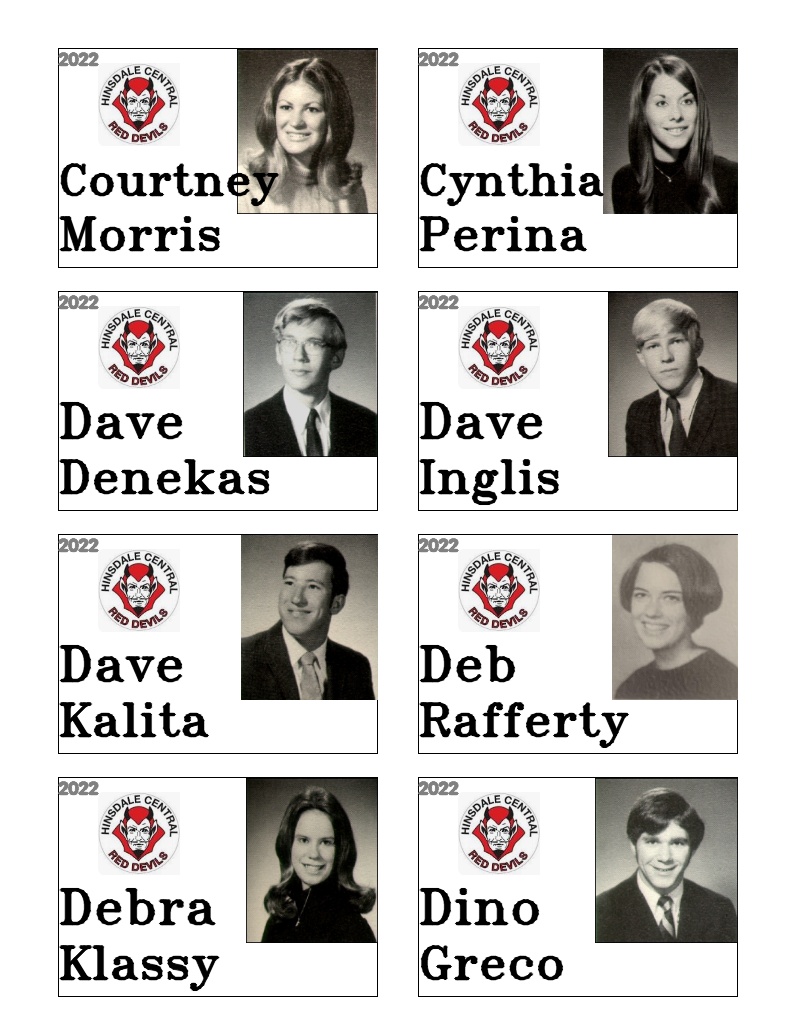 2022
HINSDALE CENTRAL
RED DEVILS
Courtney
Morris
2022
HINSDALE CENTRAL
RED DEVILS
Cynthia
Perina
2022
HINSDALE CENTRAL
RED DEVILS
Dave
Denekas
2022
HINSDALE CENTRAL
RED DEVILS
Dave
Inglis
2022
HINSDALE CENTRAL
RED DEVILS
Dave
Kalita
2022
HINSDALE CENTRAL
RED DEVILS
Deb
Rafferty
2022
HINSDALE CENTRAL
RED DEVILS
Debra
Klassy
2022
HINSDALE CENTRAL
RED DEVILS
Dino
Greco